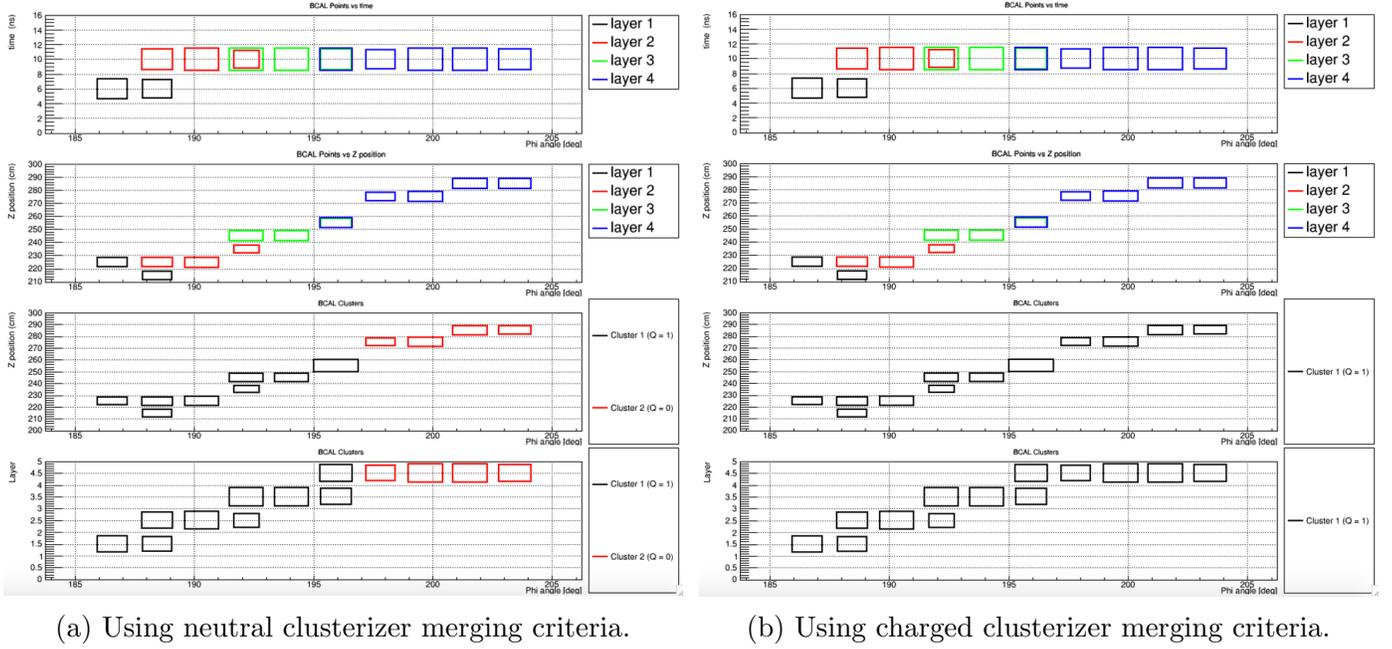 BCAL Points vs time
time (ns)
16
14
12
10
8
6
4
2
0
185
190
195
200
205
Phi angle [deg]
layer 1
layer 2
layer 3
layer 4
BCAL Points vs Z position
Z position (cm)
300
290
280
270
260
250
240
230
220
210
185
190
195
200
205
Phi angle [deg]
layer 1
layer 2
layer 3
layer 4
BCAL Clusters
Z position (cm)
300
290
280
270
260
250
240
230
220
210
200
185
190
195
200
205
Phi angle [deg]
Cluster 1 (Q = 1)
Cluster 2 (Q = 0)
BCAL Clusters
Layer
5
4.5
4
3.5
3
2.5
2
1.5
1
0.5
0
185
190
195
200
205
Phi angle [deg]
Cluster 1 (Q = 1)
Cluster 2 (Q = 0)
(a) Using neutral clusterizer merging criteria.
BCAL Points vs time
time (ns)
16
14
12
10
8
6
4
2
0
185
190
195
200
205
Phi angle [deg]
layer 1
layer 2
layer 3
layer 4
BCAL Points vs Z position
Z position (cm)
300
290
280
270
260
250
240
230
220
210
185
190
195
200
205
Phi angle [deg]
layer 1
layer 2
layer 3
layer 4
BCAL Clusters
Z position (cm)
300
290
280
270
260
250
240
230
220
210
200
185
190
195
200
205
Phi angle [deg]
Cluster 1 (Q = 1)
BCAL Clusters
Layer
5
4.5
4
3.5
3
2.5
2
1.5
1
0.5
0
185
190
195
200
205
Phi angle [deg]
Cluster 1 (Q = 1)
(b) Using charged clusterizer merging criteria.